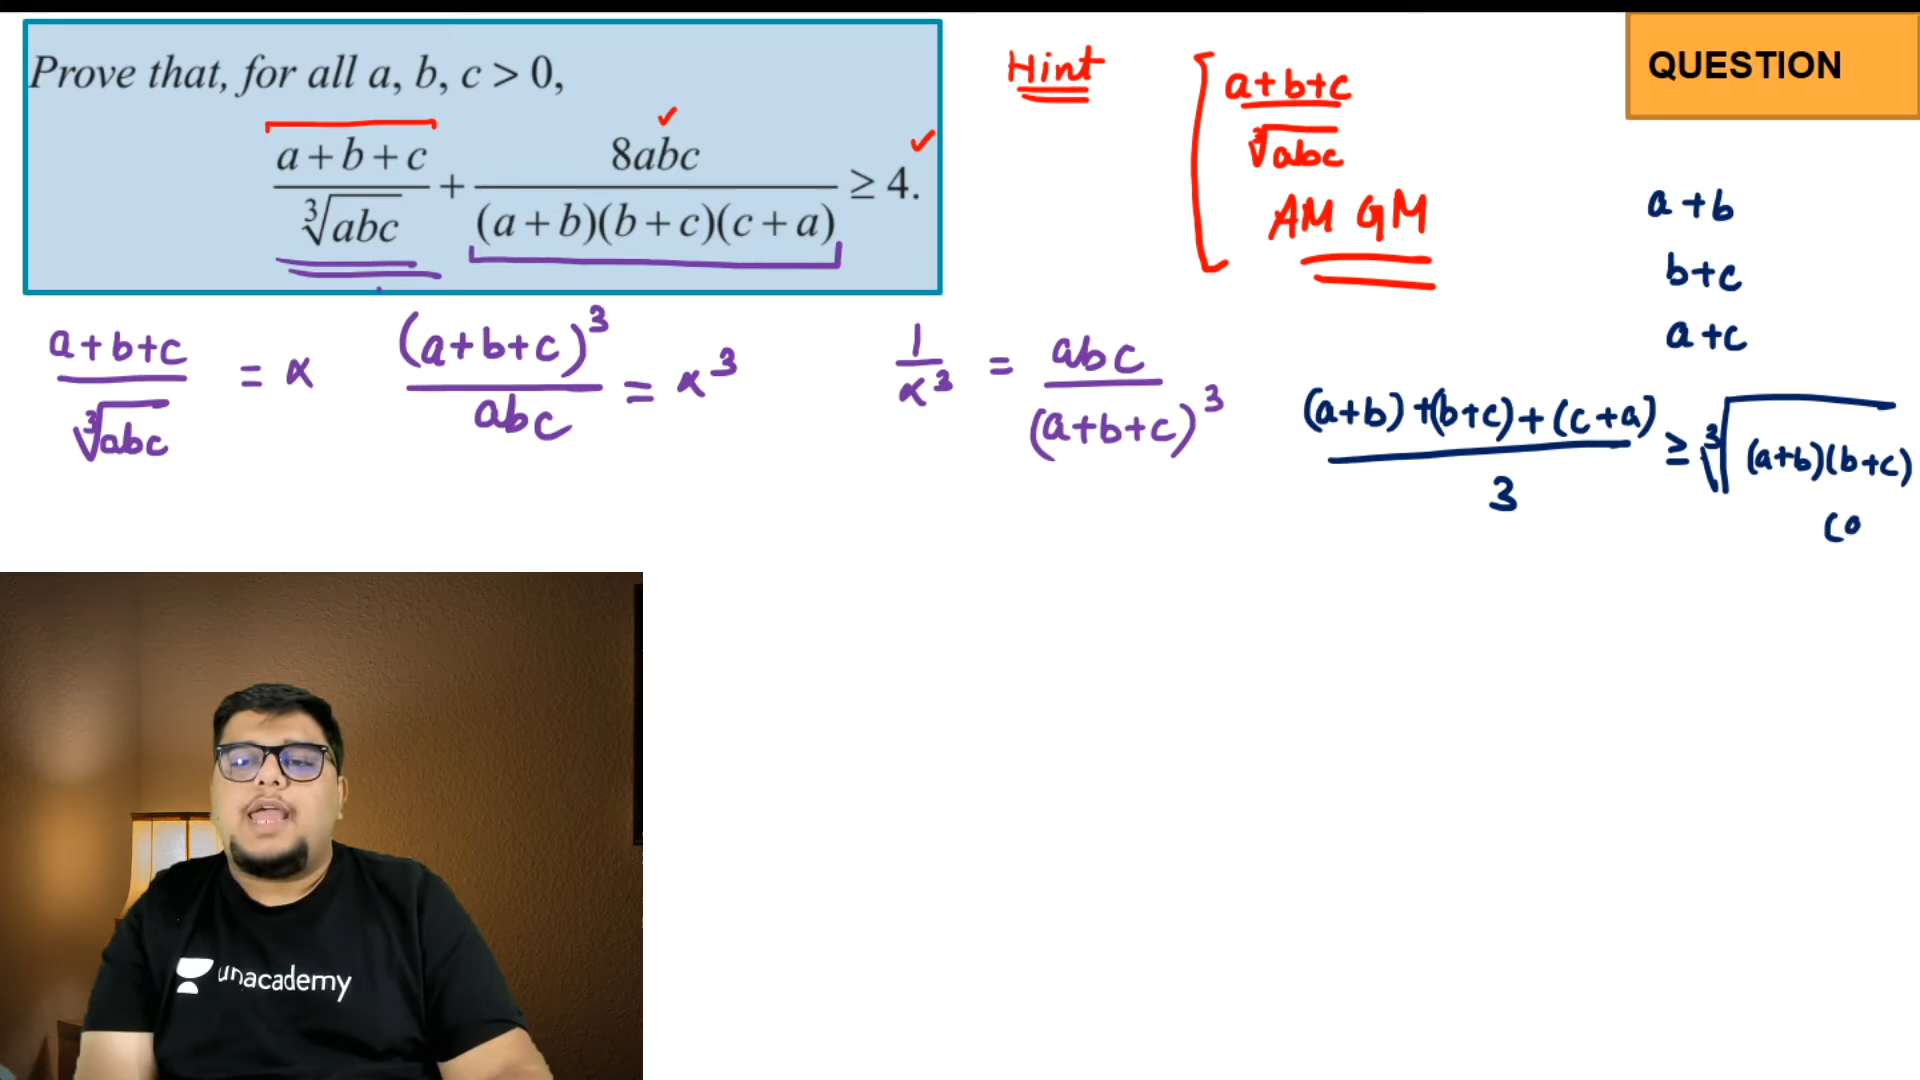 Prove that, for all a, b, c > 0,
a + b + c / ∛abc + 8abc / (a + b)(b + c)(c + a) ≥ 4.
Hint
a+b+c / ∛abc
AM GM
QUESTION
a+b
b+c
a+c
a+b+c / ∛abc = α
(a+b+c)³ / abc = α³
1 / α³ = abc / (a+b+c)³
(a+b)+(b+c)+(c+a) / 3 ≥ ∛(a+b)(b+c)
unacademy